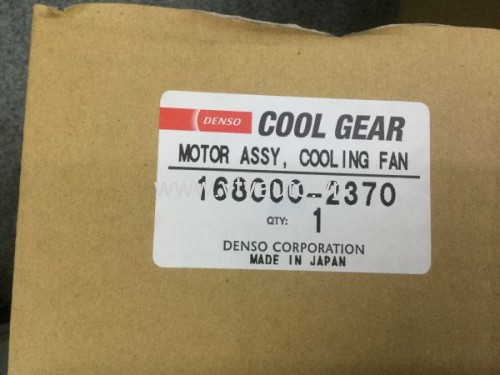 DENSO COOL GEAR
MOTOR ASSY, COOLING FAN
168000-2370
QTY: 1
DENSO CORPORATION
MADE IN JAPAN